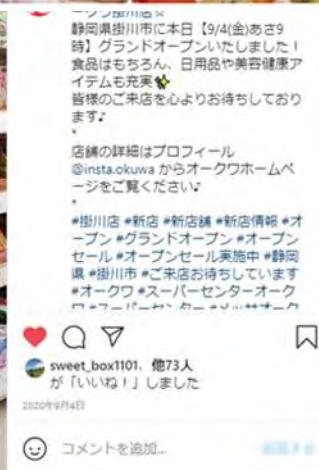 静岡県掛川市に本日【9/4(金)あさ9
時】グランドオープンいたしました！
食品はもちろん、日用品や美容健康ア
イテムも充実✨
皆様のご来店を心よりお待ちしており
ます♪
*
店舗の詳細はプロフィール
@insta.okuwa からオークワホームペ
ージをご覧ください♪
*
#掛川店 #新店 #新店舗 #新店情報 #オ
ープン #グランドオープン #オープン
セール #オープンセール実施中 #静岡
県 #掛川市 #ご来店お待ちしています
#オークワ #スーパーセンターオーク
sweet_box1101、他73人
が「いいね！」しました
2020年9月4日
コメントを追加...